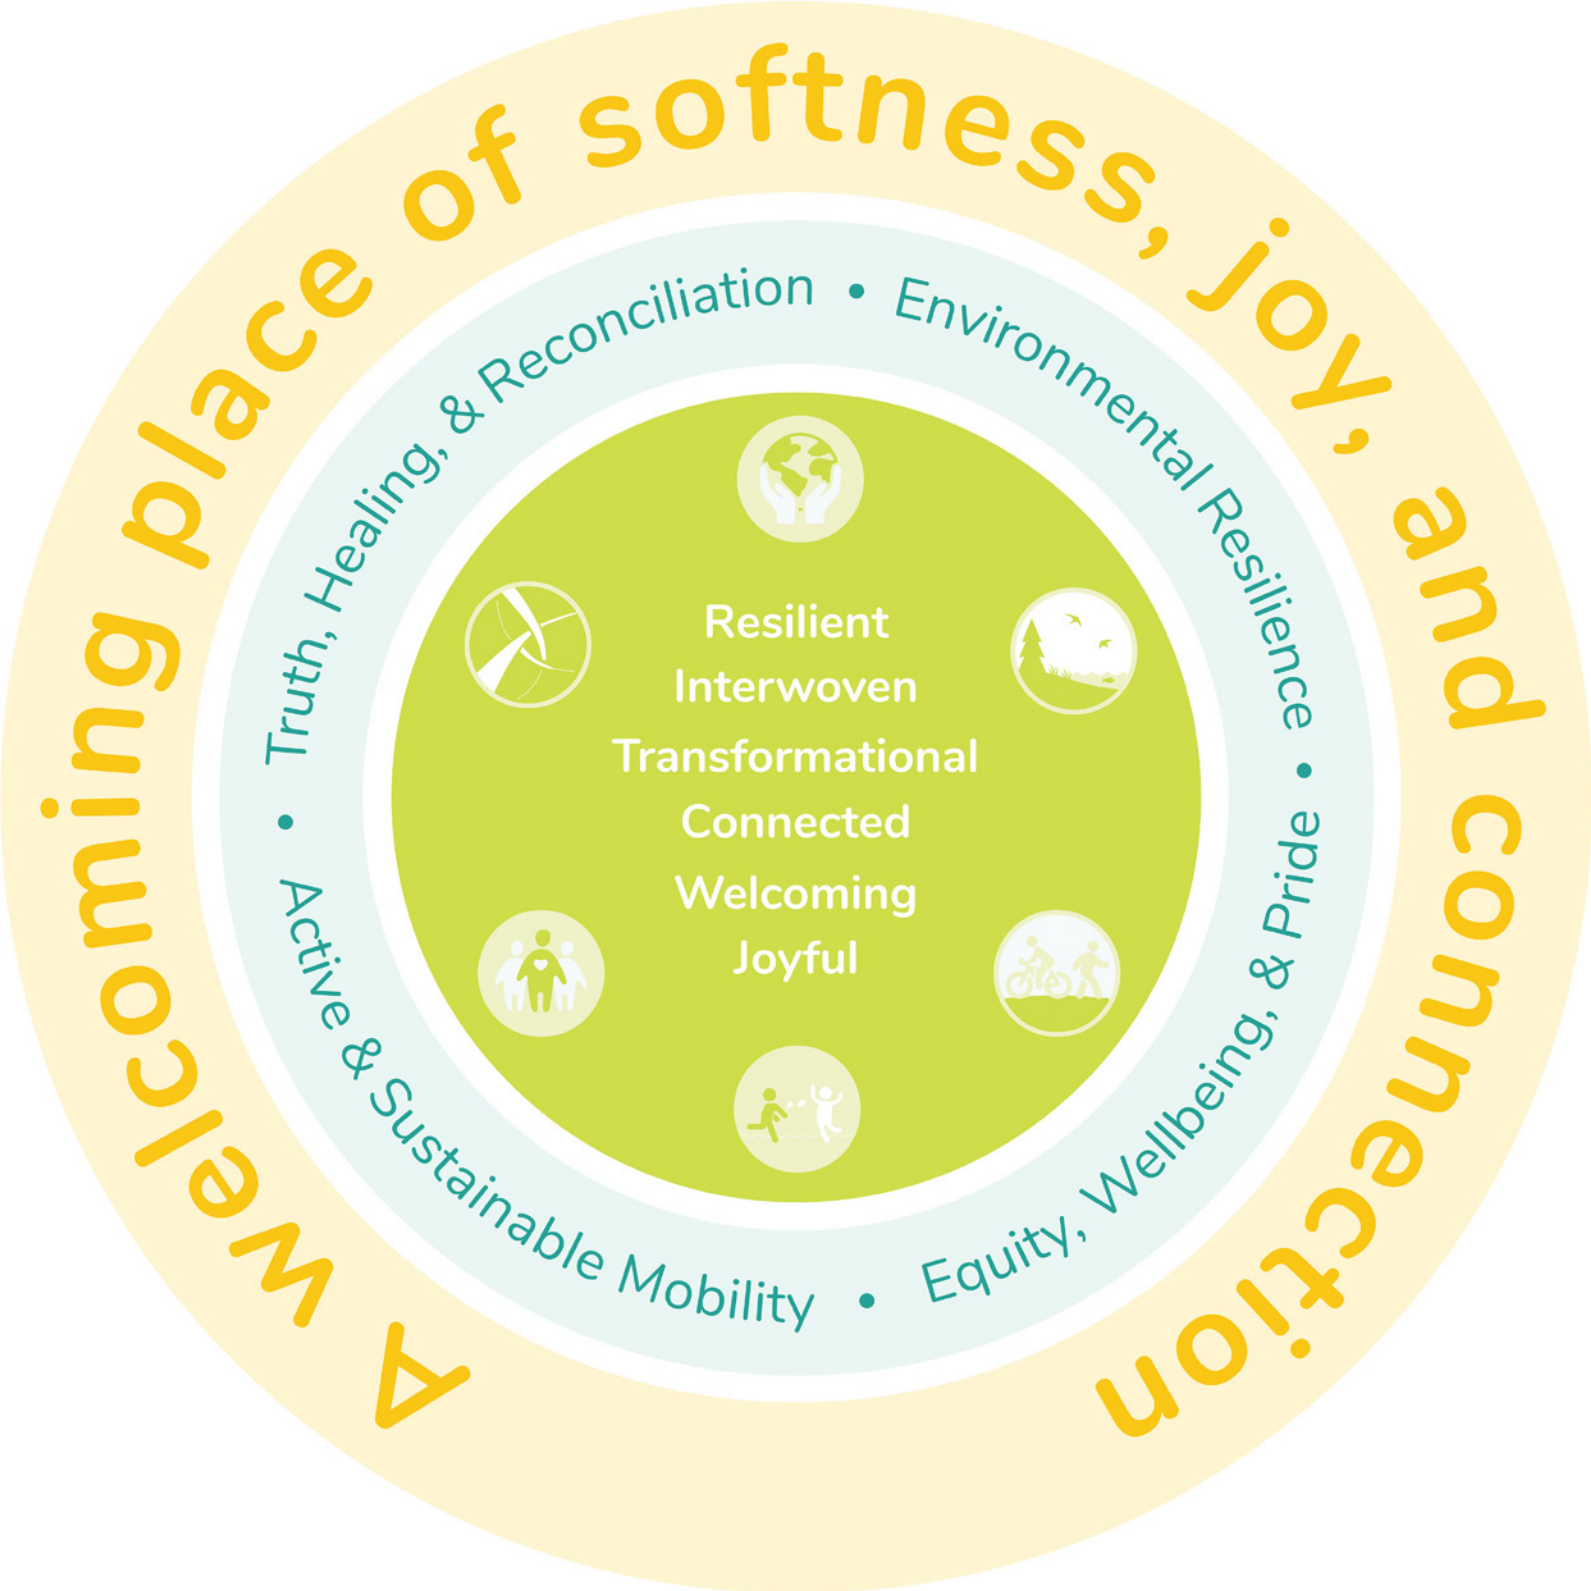 A welcoming place of softness, joy, and connection
Truth, Healing, & Reconciliation • Environmental Resilience • Equity, Wellbeing, & Pride • Active & Sustainable Mobility •
Resilient
Interwoven
Transformational
Connected
Welcoming
Joyful